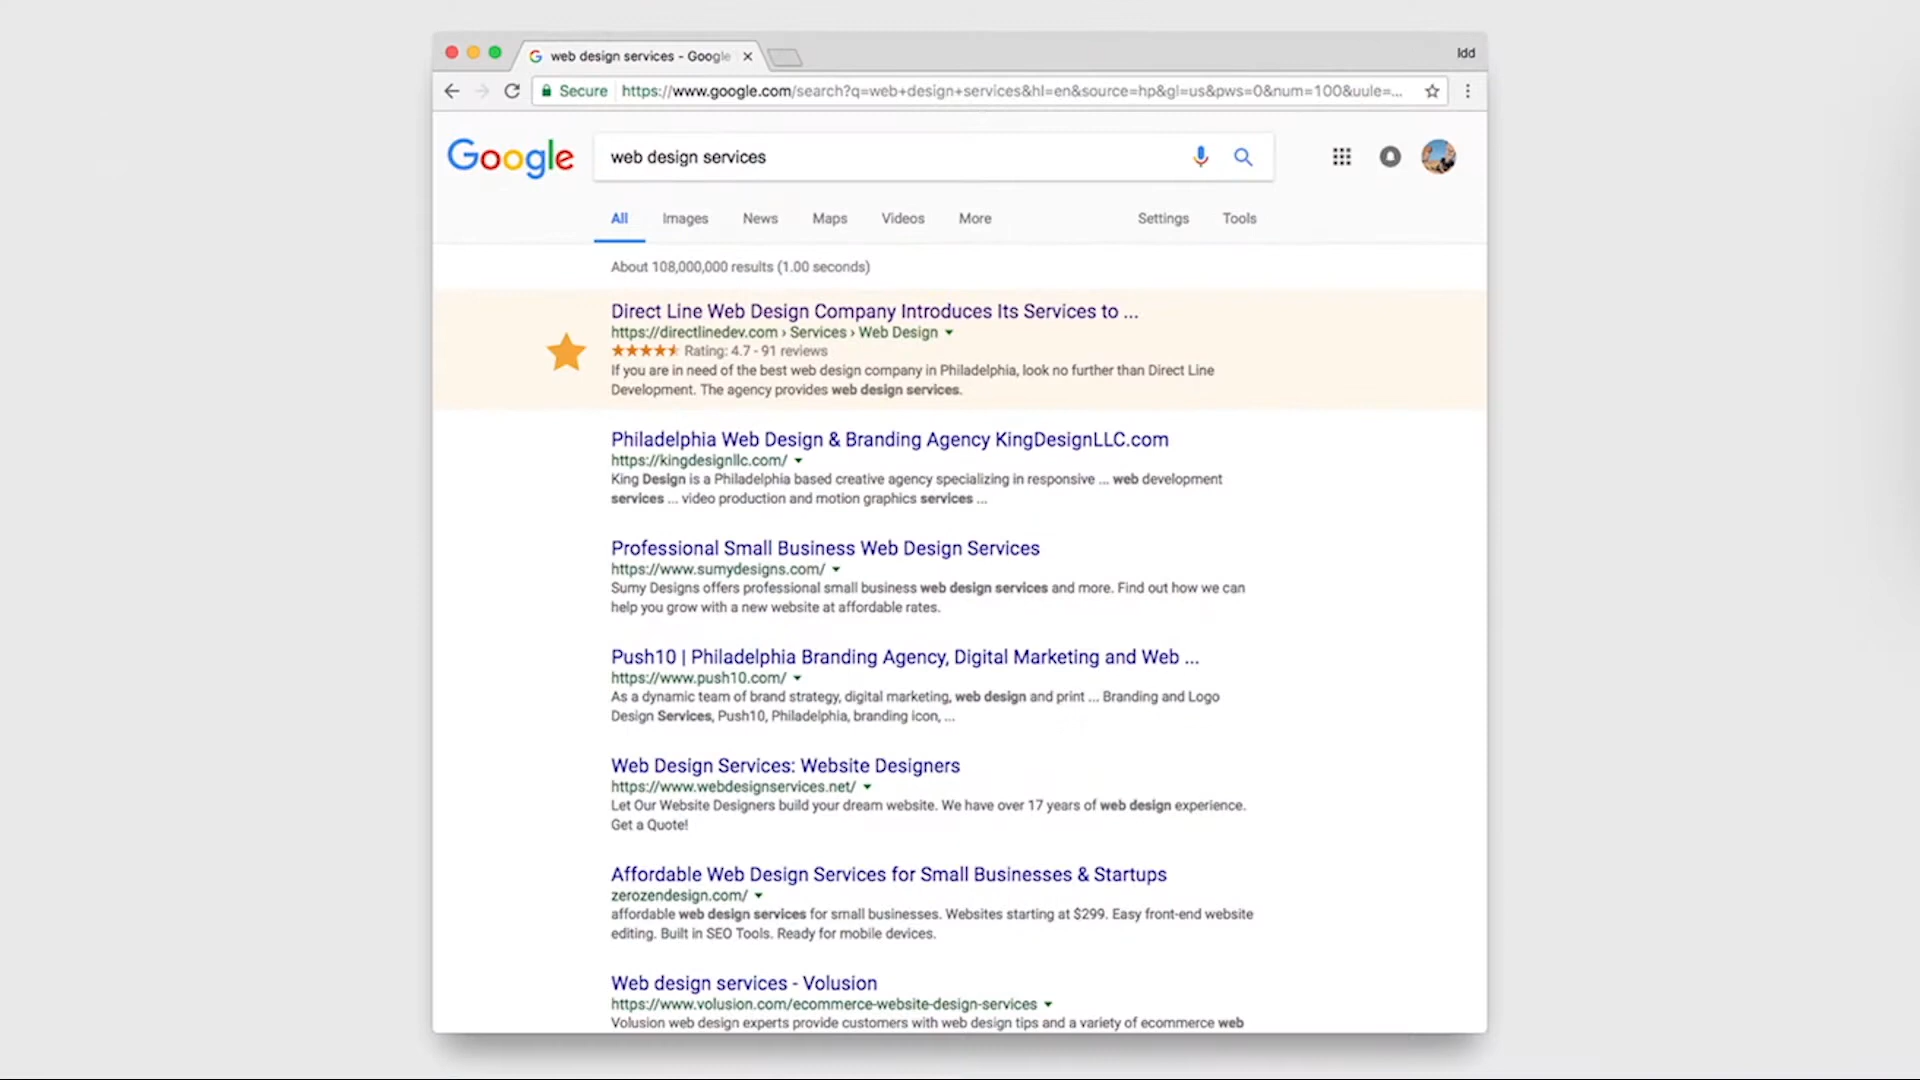 web design services - Google
Idd
Secure https://www.google.com/search?q=web+design+services&hl=en&source=hp&gl=us&pws=0&num=100&uule=...
Google
web design services
All Images News Maps Videos More Settings Tools
About 108,000,000 results (1.00 seconds)
Direct Line Web Design Company Introduces Its Services to ...
https://directlinedev.com › Services › Web Design
Rating: 4.7 - 91 reviews
If you are in need of the best web design company in Philadelphia, look no further than Direct Line
Development. The agency provides web design services.
Philadelphia Web Design & Branding Agency KingDesignLLC.com
https://kingdesignllc.com/
King Design is a Philadelphia based creative agency specializing in responsive ... web development
services ... video production and motion graphics services ...
Professional Small Business Web Design Services
https://www.sumydesigns.com/
Sumy Designs offers professional small business web design services and more. Find out how we can
help you grow with a new website at affordable rates.
Push10 | Philadelphia Branding Agency, Digital Marketing and Web ...
https://www.push10.com/
As a dynamic team of brand strategy, digital marketing, web design and print ... Branding and Logo
Design Services, Push10, Philadelphia, branding icon, ...
Web Design Services: Website Designers
https://www.webdesignservices.net/
Let Our Website Designers build your dream website. We have over 17 years of web design experience.
Get a Quote!
Affordable Web Design Services for Small Businesses & Startups
zerozendesign.com/
affordable web design services for small businesses. Websites starting at $299. Easy front-end website
editing. Built in SEO Tools. Ready for mobile devices.
Web design services - Volusion
https://www.volusion.com/ecommerce-website-design-services
Volusion web design experts provide customers with web design tips and a variety of ecommerce web